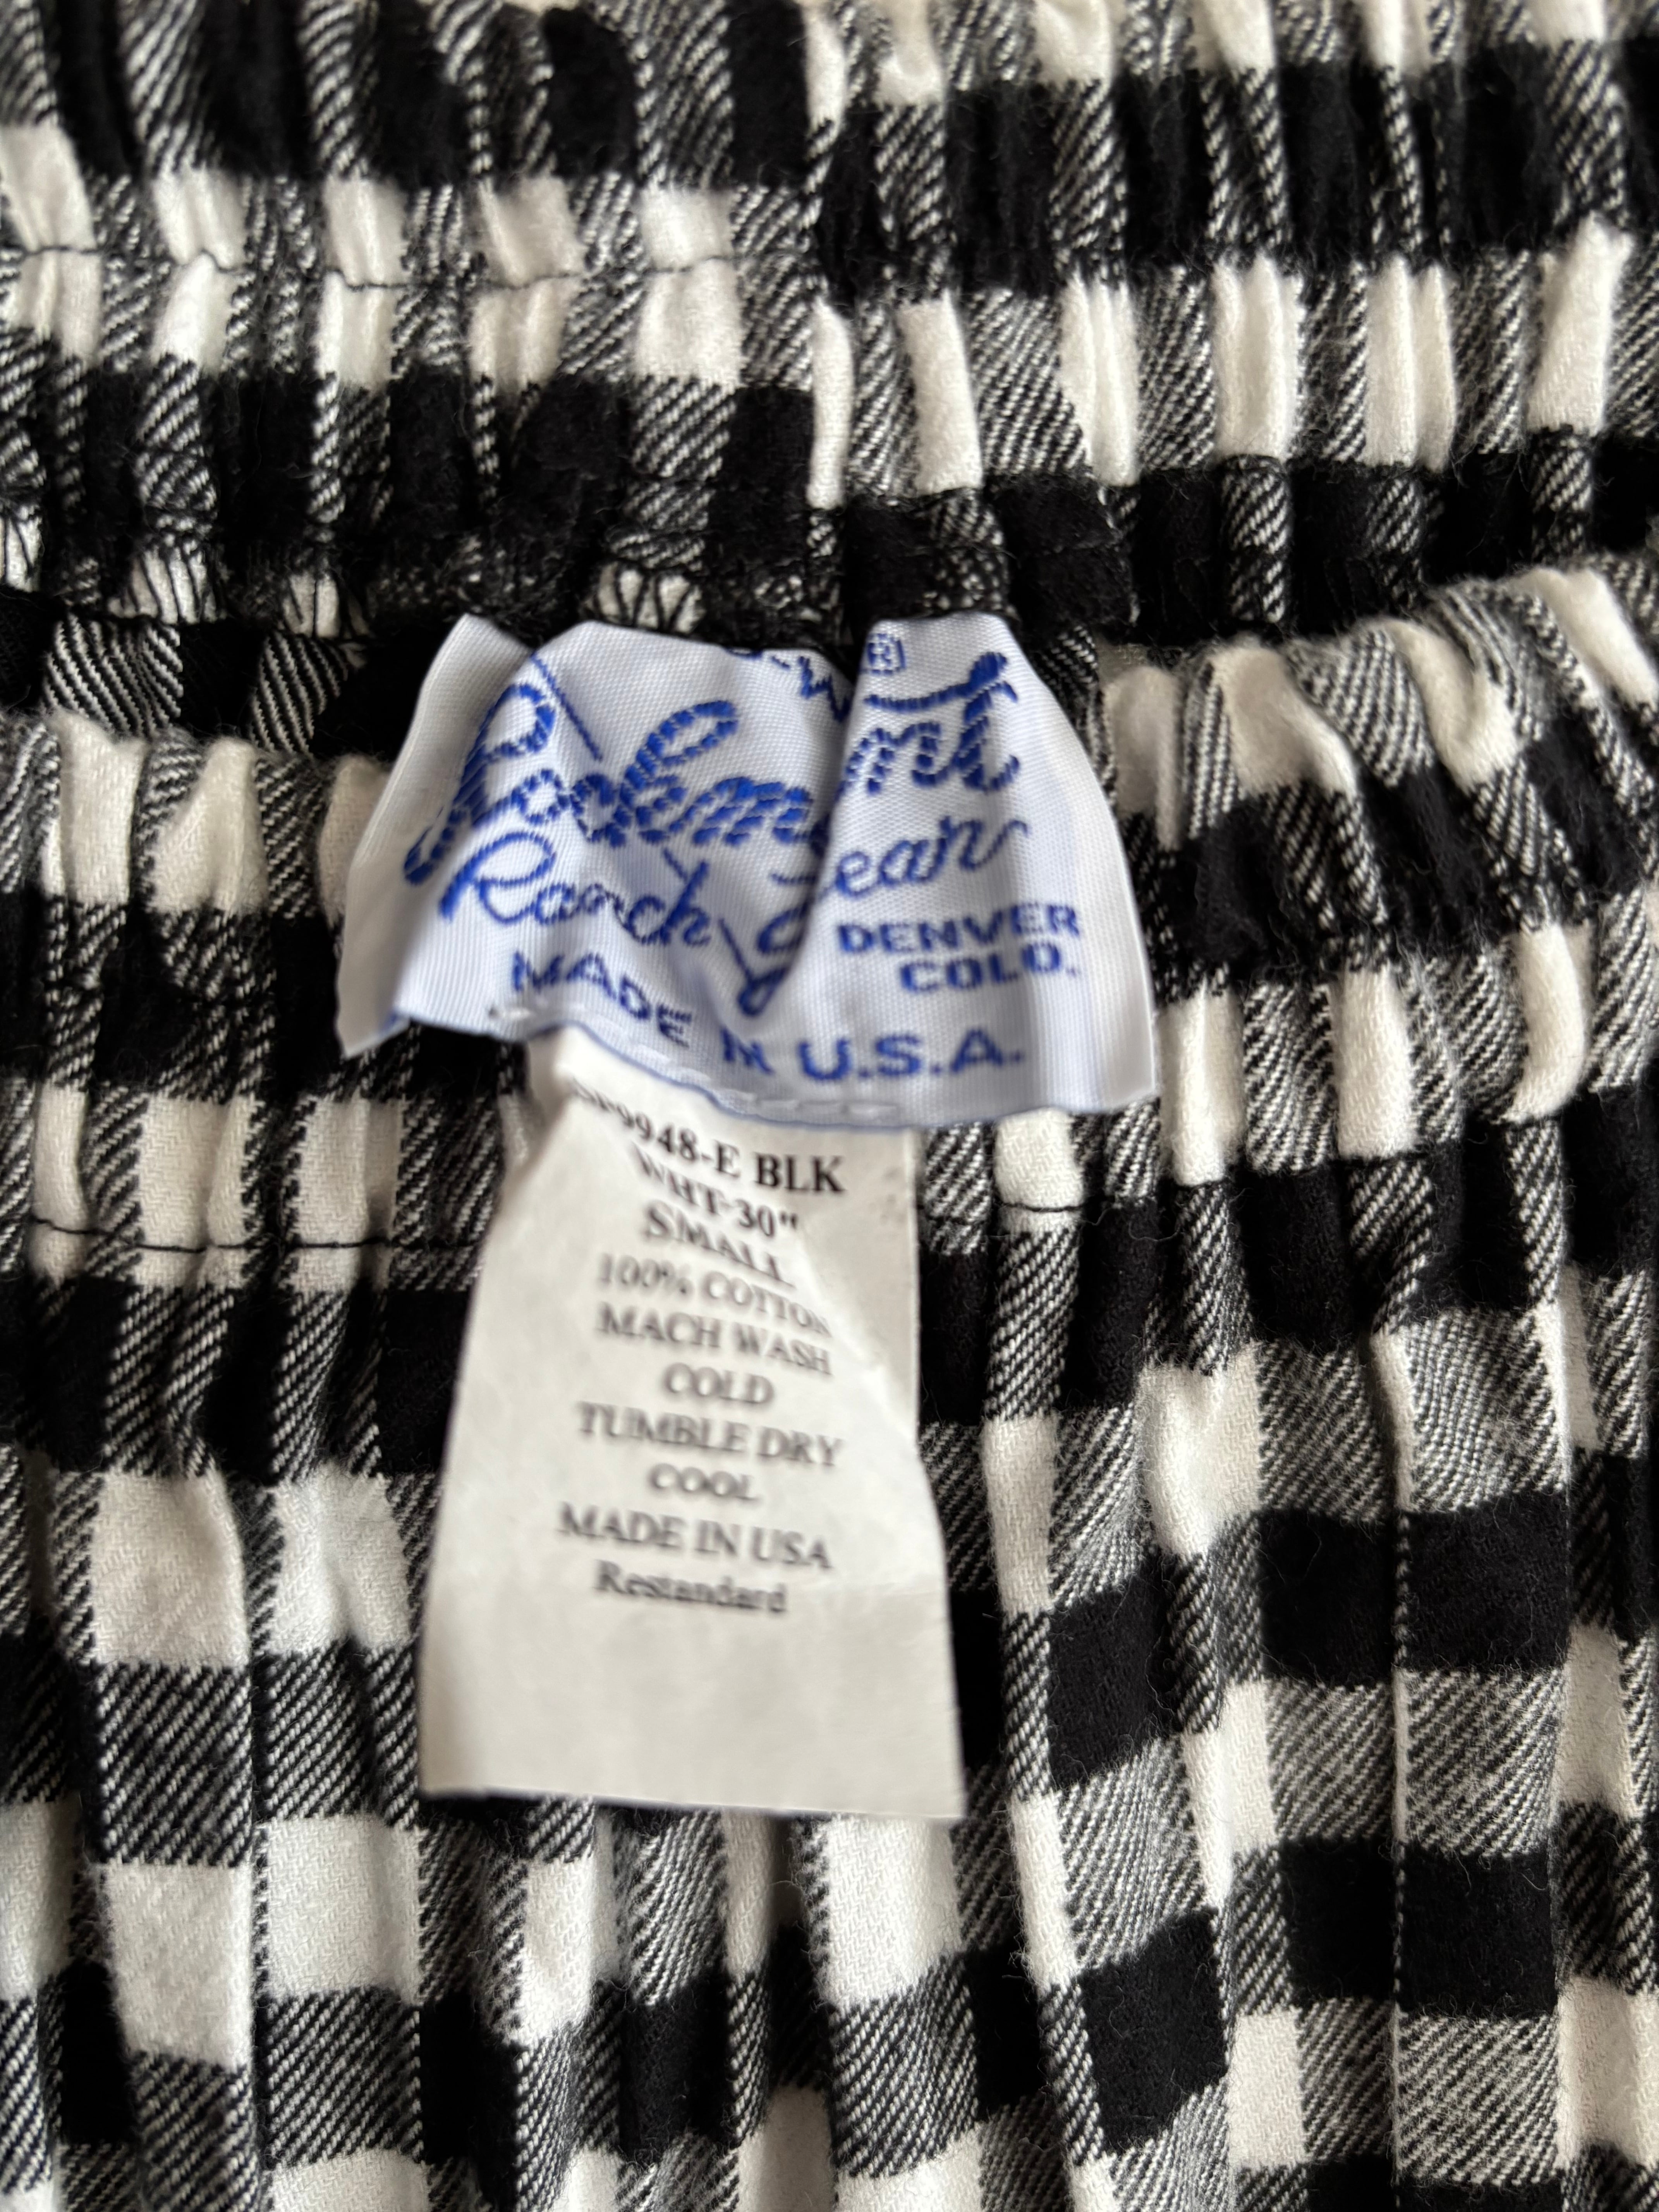 ®
Rockmount
Ranch Wear
DENVER
COLO.
MADE IN U.S.A.
9948-E BLK
WHT-30"
SMALL
100% COTTON
MACH WASH
COLD
TUMBLE DRY
COOL
MADE IN USA
Restandard